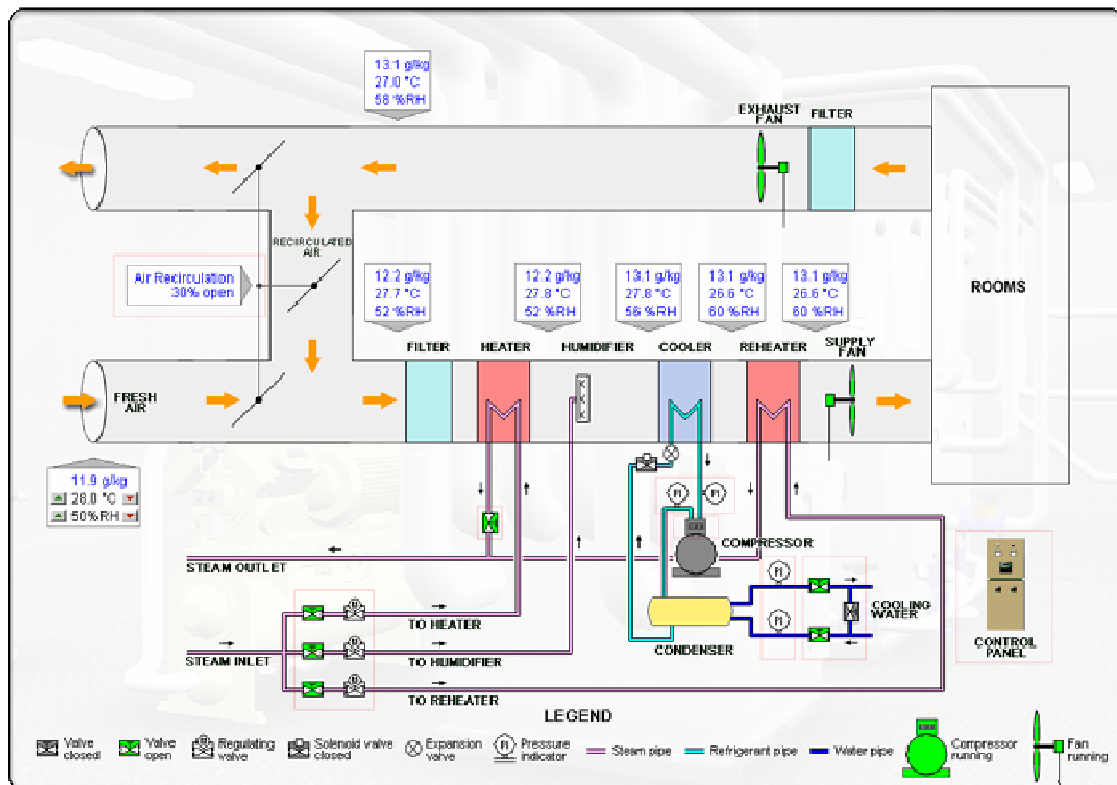 13.1 g/kg
27.0 °C
58 %RH
EXHAUST
FAN
FILTER
RECIRCULATED
AIR
Air Recirculation
30% open
12.2 g/kg
27.7 °C
52 %RH
12.2 g/kg
27.8 °C
52 %RH
13.1 g/kg
27.8 °C
56 %RH
13.1 g/kg
26.6 °C
60 %RH
13.1 g/kg
26.6 °C
60 %RH
ROOMS
FILTER
HEATER
HUMIDIFIER
COOLER
REHEATER
SUPPLY
FAN
FRESH
AIR
11.9 g/kg
28.0 °C
50% RH
PI
PI
COMPRESSOR
STEAM OUTLET
PI
TO HEATER
COOLING
WATER
PI
CONDENSER
CONTROL
PANEL
STEAM INLET
TO HUMIDIFIER
TO REHEATER
LEGEND
Valve
closed
Valve
open
Regulating
valve
Solenoid valve
closed
Expansion
valve
PI
Pressure
indicator
Steam pipe
Refrigerant pipe
Water pipe
Compressor
running
Fan
running